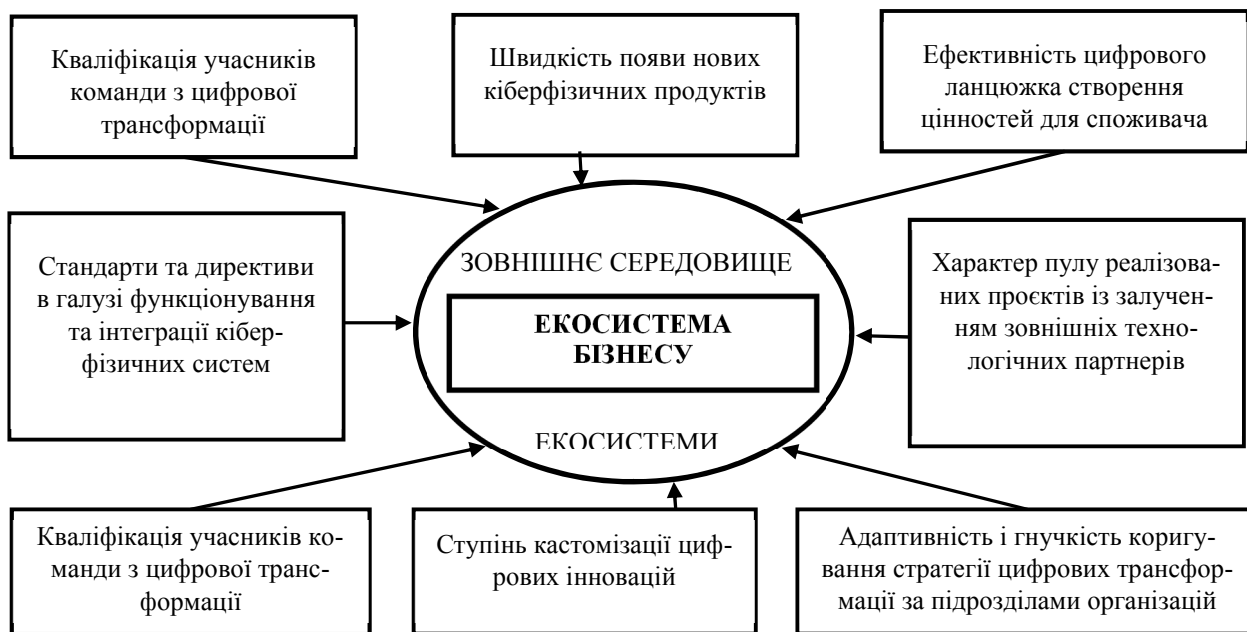 Кваліфікація учасників
команди з цифрової
трансформації
Швидкість появи нових
кіберфізичних продуктів
Ефективність цифрового
ланцюжка створення
цінностей для споживача
Стандарти та директиви
в галузі функціонування
та інтеграції кібер-
фізичних систем
ЗОВНІШНЄ СЕРЕДОВИЩЕ
ЕКОСИСТЕМА
БІЗНЕСУ
ЕКОСИСТЕМИ
Характер пулу реалізова-
них проєктів із залучен-
ням зовнішніх техно-
логічних партнерів
Кваліфікація учасників ко-
манди з цифрової транс-
формації
Ступінь кастомізації циф-
рових інновацій
Адаптивність і гнучкість коригу-
вання стратегії цифрових трансфор-
мації за підрозділами організацій